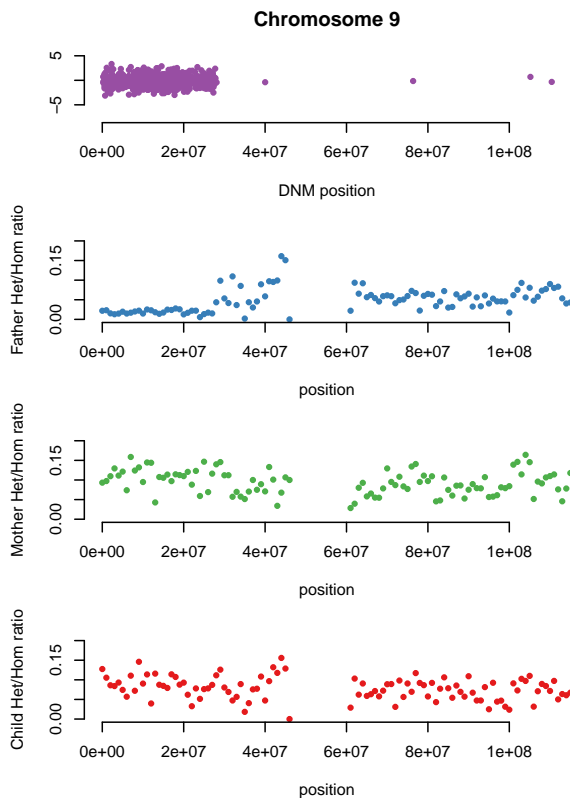 Chromosome 9
5
−5
0e+00 2e+07 4e+07 6e+07 8e+07 1e+08
DNM position
Father Het/Hom ratio
0.15
0.00
0e+00 2e+07 4e+07 6e+07 8e+07 1e+08
position
Mother Het/Hom ratio
0.15
0.00
0e+00 2e+07 4e+07 6e+07 8e+07 1e+08
position
Child Het/Hom ratio
0.15
0.00
0e+00 2e+07 4e+07 6e+07 8e+07 1e+08
position